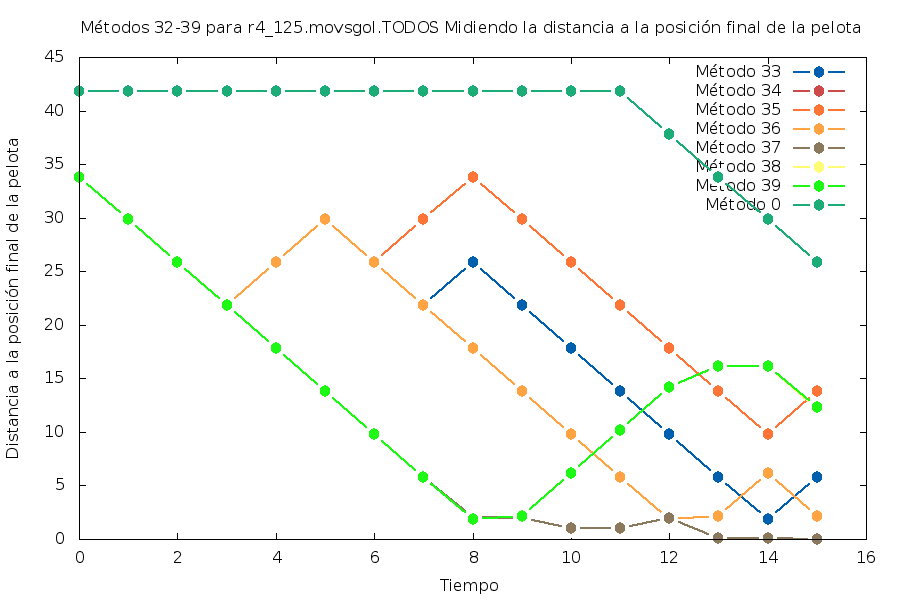 Métodos 32-39 para r4_125.movsgol.TODOS Midiendo la distancia a la posición final de la pelota
45
40
35
30
25
20
15
10
5
0
Distancia a la posición final de la pelota
Método 33
Método 34
Método 35
Método 36
Método 37
Método 38
Método 39
Método 0
0 2 4 6 8 10 12 14 16
Tiempo